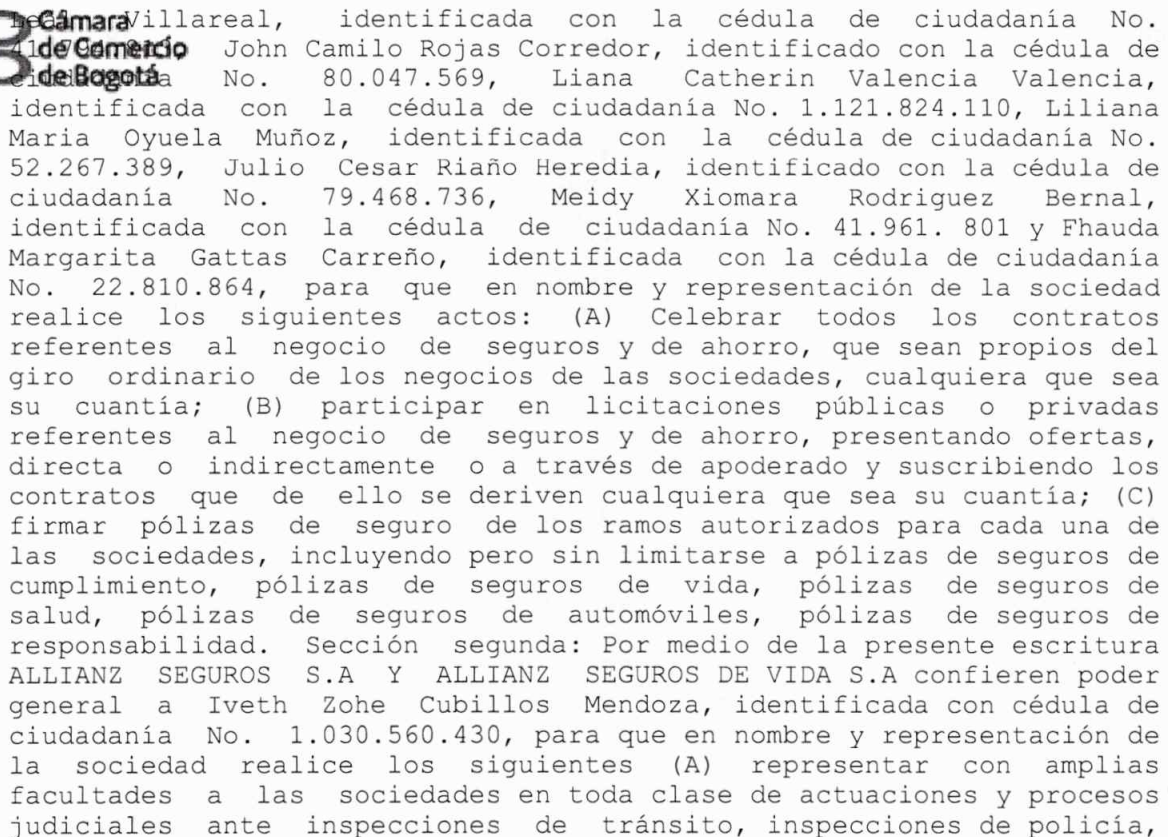 Villareal, identificada con la cédula de ciudadanía No.
Cámara
de Comercio
de Bogotá
John Camilo Rojas Corredor, identificado con la cédula de
No. 80.047.569, Liana Catherin Valencia Valencia,
identificada con la cédula de ciudadanía No. 1.121.824.110, Liliana
Maria Oyuela Muñoz, identificada con la cédula de ciudadanía No.
52.267.389, Julio Cesar Riaño Heredia, identificado con la cédula de
ciudadanía No. 79.468.736, Meidy Xiomara Rodriguez Bernal,
identificada con la cédula de ciudadanía No. 41.961. 801 y Fhauda
Margarita Gattas Carreño, identificada con la cédula de ciudadanía
No. 22.810.864, para que en nombre y representación de la sociedad
realice los siguientes actos: (A) Celebrar todos los contratos
referentes al negocio de seguros y de ahorro, que sean propios del
giro ordinario de los negocios de las sociedades, cualquiera que sea
su cuantía; (B) participar en licitaciones públicas o privadas
referentes al negocio de seguros y de ahorro, presentando ofertas,
directa o indirectamente o a través de apoderado y suscribiendo los
contratos que de ello se deriven cualquiera que sea su cuantía; (C)
firmar pólizas de seguro de los ramos autorizados para cada una de
las sociedades, incluyendo pero sin limitarse a pólizas de seguros de
cumplimiento, pólizas de seguros de vida, pólizas de seguros de
salud, pólizas de seguros de automóviles, pólizas de seguros de
responsabilidad. Sección segunda: Por medio de la presente escritura
ALLIANZ SEGUROS S.A Y ALLIANZ SEGUROS DE VIDA S.A confieren poder
general a Iveth Zohe Cubillos Mendoza, identificada con cédula de
ciudadanía No. 1.030.560.430, para que en nombre y representación de
la sociedad realice los siguientes (A) representar con amplias
facultades a las sociedades en toda clase de actuaciones y procesos
judiciales ante inspecciones de tránsito, inspecciones de policía,